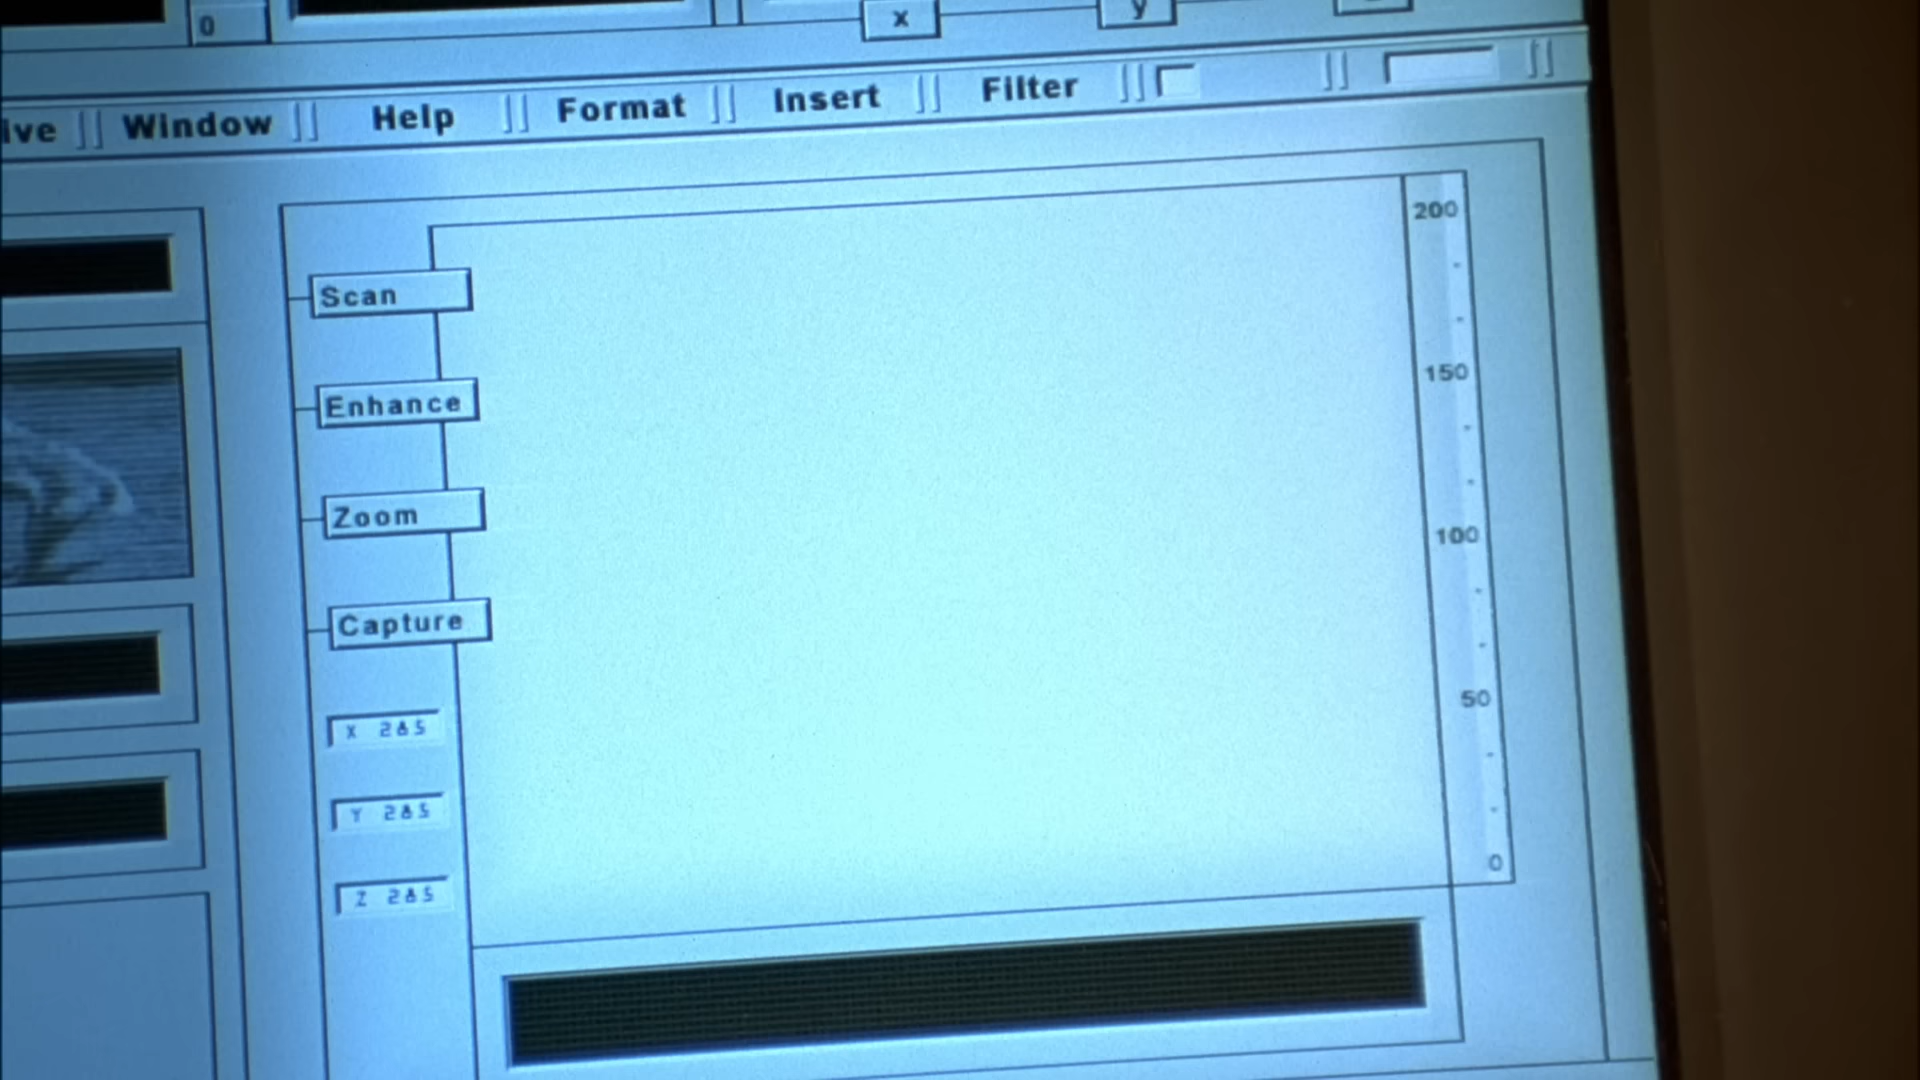 0 x y
ive Window Help Format Insert Filter
Scan
Enhance
Zoom
Capture
X 285
Y 285
Z 285
200
150
100
50
0